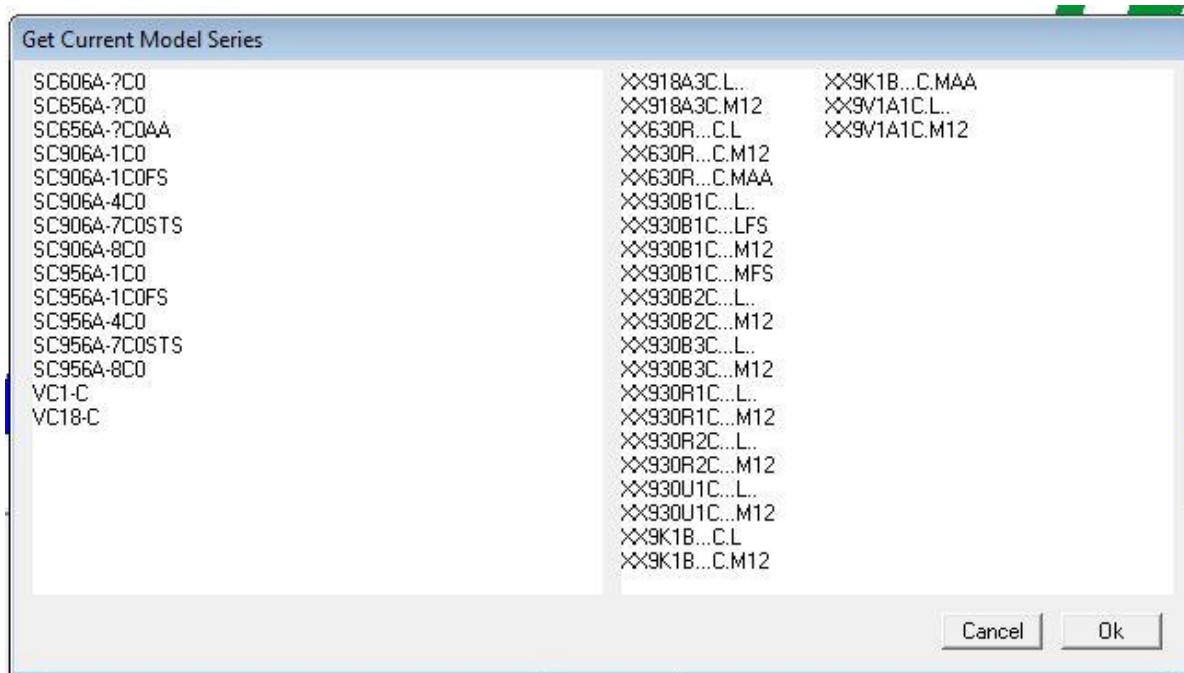 Get Current Model Series
SC606A-?C0
SC656A-?C0
SC656A-?C0AA
SC906A-1C0
SC906A-1C0FS
SC906A-4C0
SC906A-7C0STS
SC906A-8C0
SC956A-1C0
SC956A-1C0FS
SC956A-4C0
SC956A-7C0STS
SC956A-8C0
VC1-C
VC18-C
XX918A3C.L..
XX918A3C.M12
XX630R...C.L
XX630R...C.M12
XX630R...C.MAA
XX930B1C...L..
XX930B1C...LFS
XX930B1C...M12
XX930B1C...MFS
XX930B2C...L..
XX930B2C...M12
XX930B3C...L..
XX930B3C...M12
XX930R1C...L..
XX930R1C...M12
XX930R2C...L..
XX930R2C...M12
XX930U1C...L..
XX930U1C...M12
XX9K1B...C.L
XX9K1B...C.M12
XX9K1B...C.MAA
XX9V1A1C.L..
XX9V1A1C.M12
Cancel
Ok